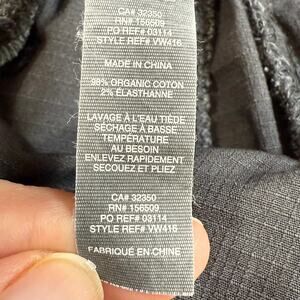 CA# 32350
RN# 156509
PO REF# 03114
STYLE REF# VW416
MADE IN CHINA
98% ORGANIC COTON
2% ÉLASTHANNE
LAVAGE À L'EAU TIÈDE
SÉCHAGE À BASSE
TEMPÉRATURE
AU BESOIN
ENLEVEZ RAPIDEMENT
SECOUEZ ET PLIEZ
CA# 32350
RN# 156509
PO REF# 03114
STYLE REF# VW416
FABRIQUÉ EN CHINE